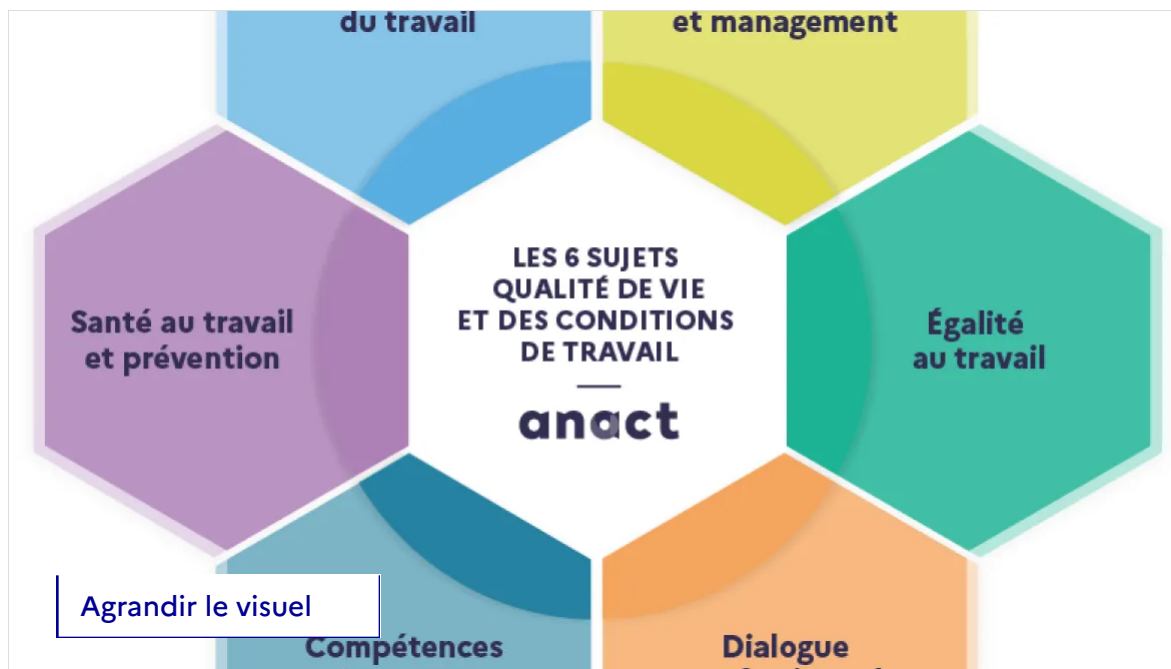 du travail
et management
LES 6 SUJETS
QUALITÉ DE VIE
ET DES CONDITIONS
DE TRAVAIL
anact
Santé au travail
et prévention
Égalité
au travail
Agrandir le visuel
Compétences
Dialogue